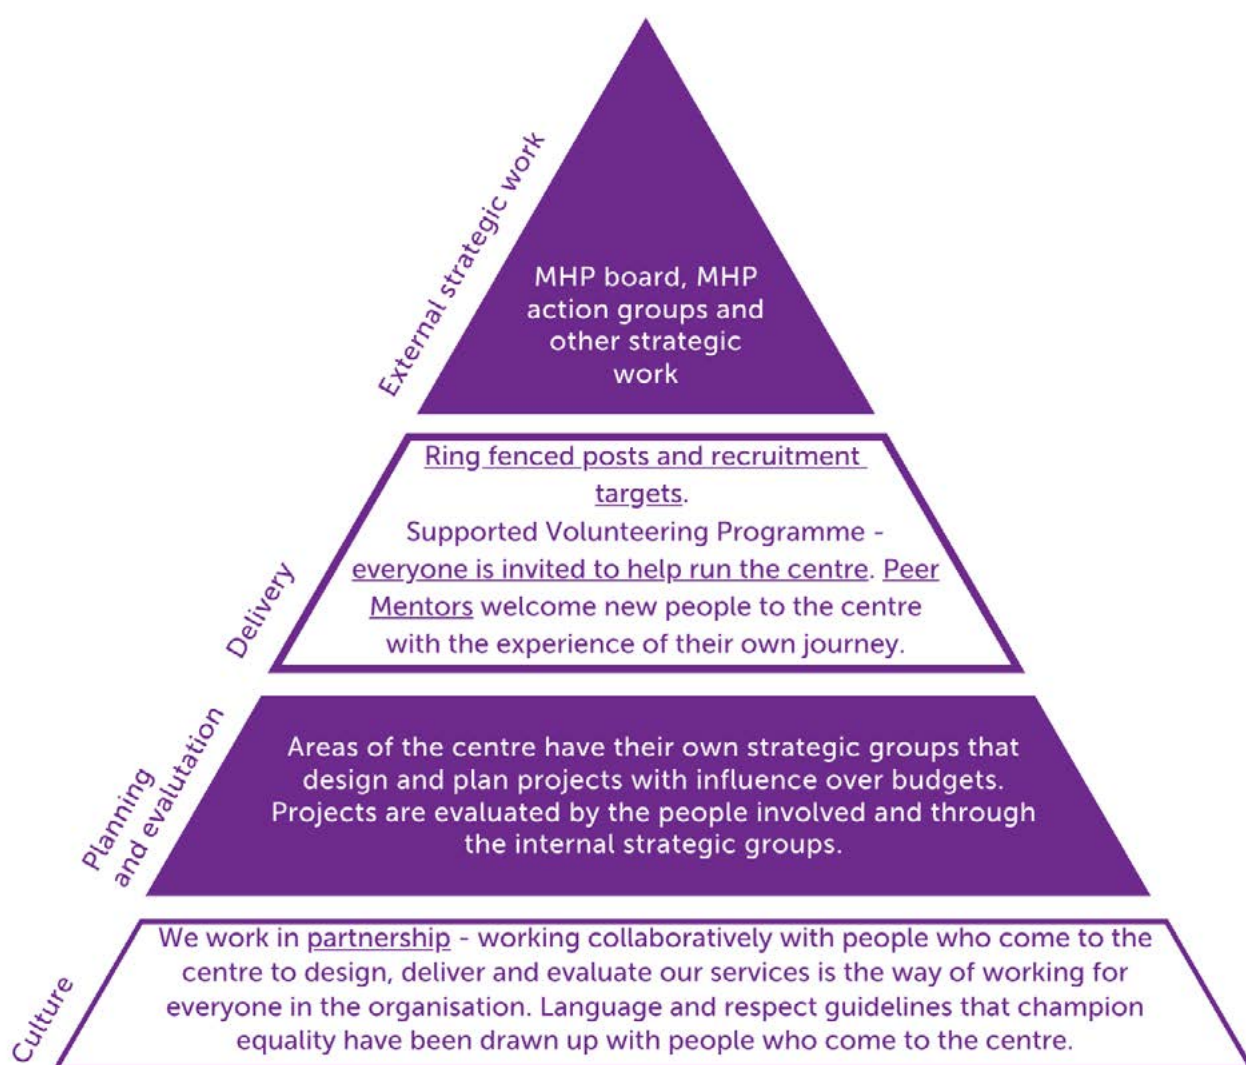 External strategic work
MHP board, MHP
action groups and
other strategic
work
Delivery
Ring fenced posts and recruitment
targets.
Supported Volunteering Programme -
everyone is invited to help run the centre. Peer
Mentors welcome new people to the centre
with the experience of their own journey.
Planning
and evalutation
Areas of the centre have their own strategic groups that
design and plan projects with influence over budgets.
Projects are evaluated by the people involved and through
the internal strategic groups.
Culture
We work in partnership - working collaboratively with people who come to the
centre to design, deliver and evaluate our services is the way of working for
everyone in the organisation. Language and respect guidelines that champion
equality have been drawn up with people who come to the centre.